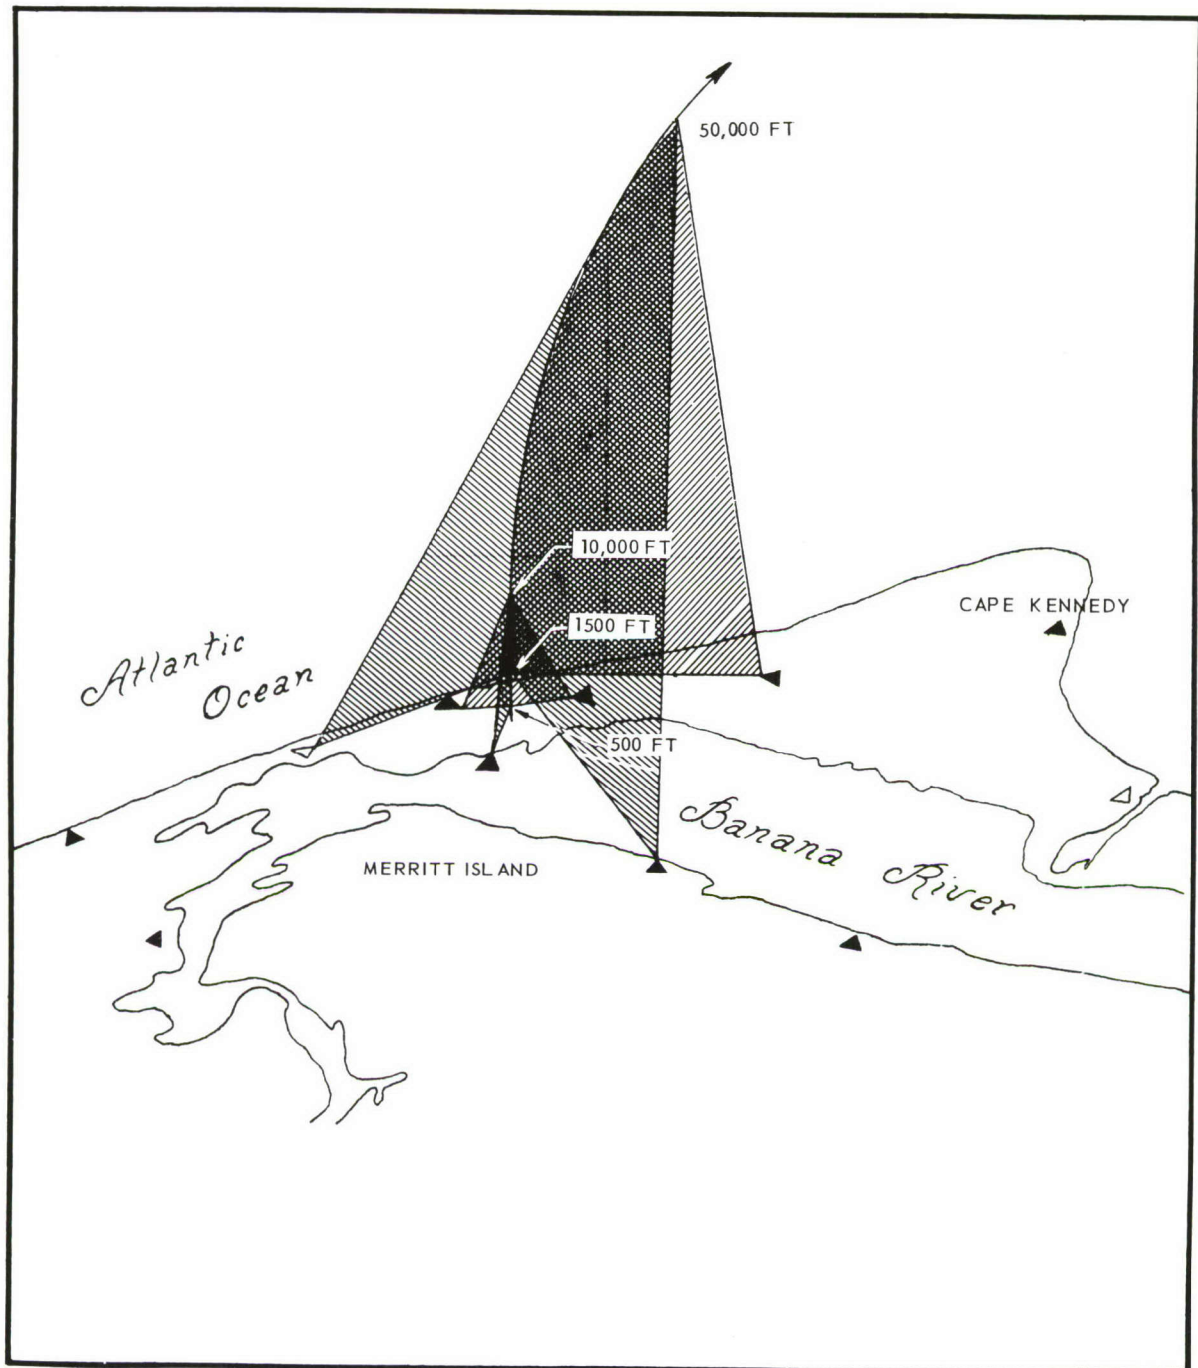 50,000 FT
10,000 FT
CAPE KENNEDY
1500 FT
Atlantic
Ocean
500 FT
Banana
River
MERRITT ISLAND